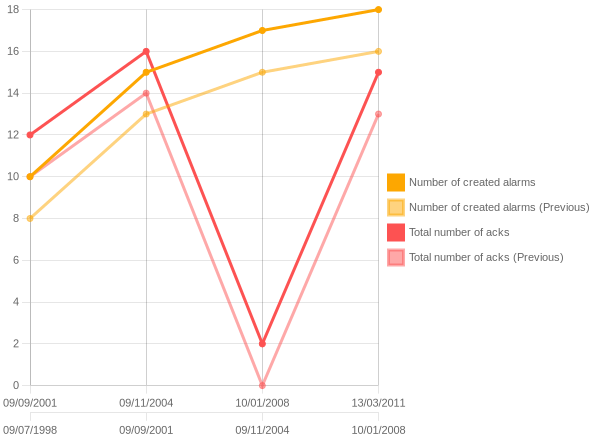 18
16
14
12
10
8
6
4
2
0
Number of created alarms
Number of created alarms (Previous)
Total number of acks
Total number of acks (Previous)
09/09/2001 09/11/2004 10/01/2008 13/03/2011
09/07/1998 09/09/2001 09/11/2004 10/01/2008